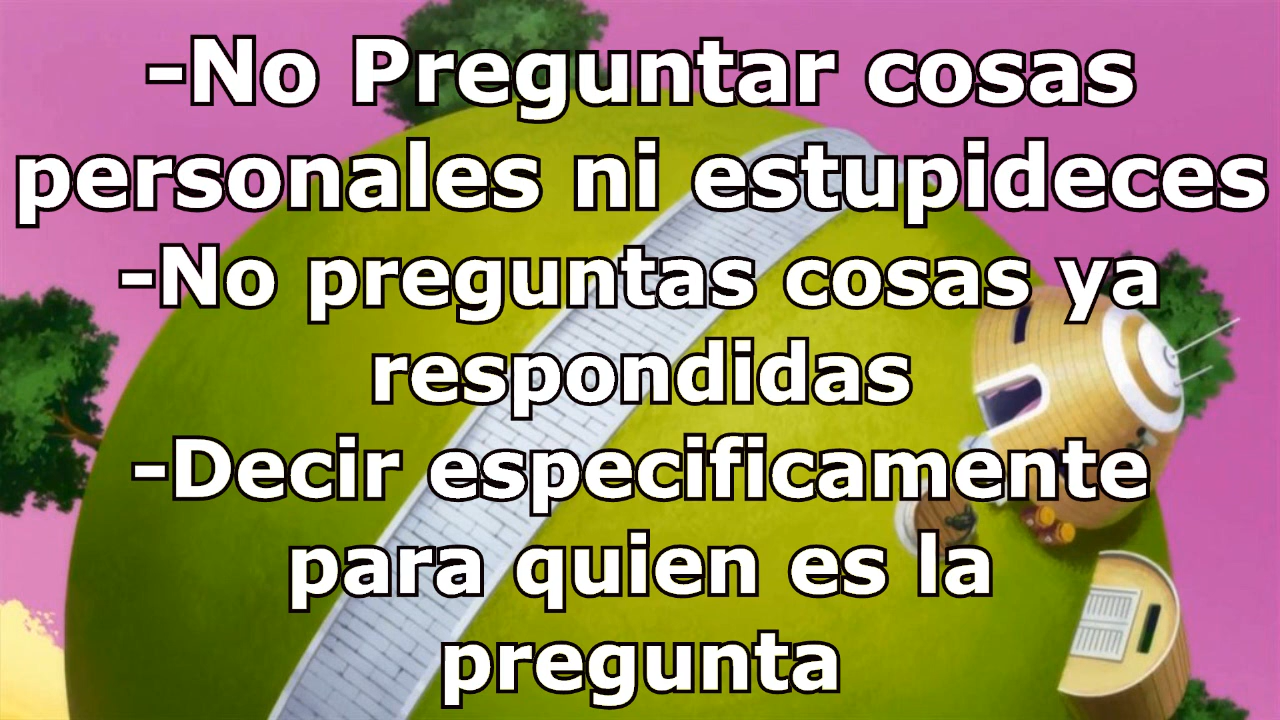 -No Preguntar cosas
personales ni estupideces
-No preguntas cosas ya
respondidas
-Decir especificamente
para quien es la
pregunta